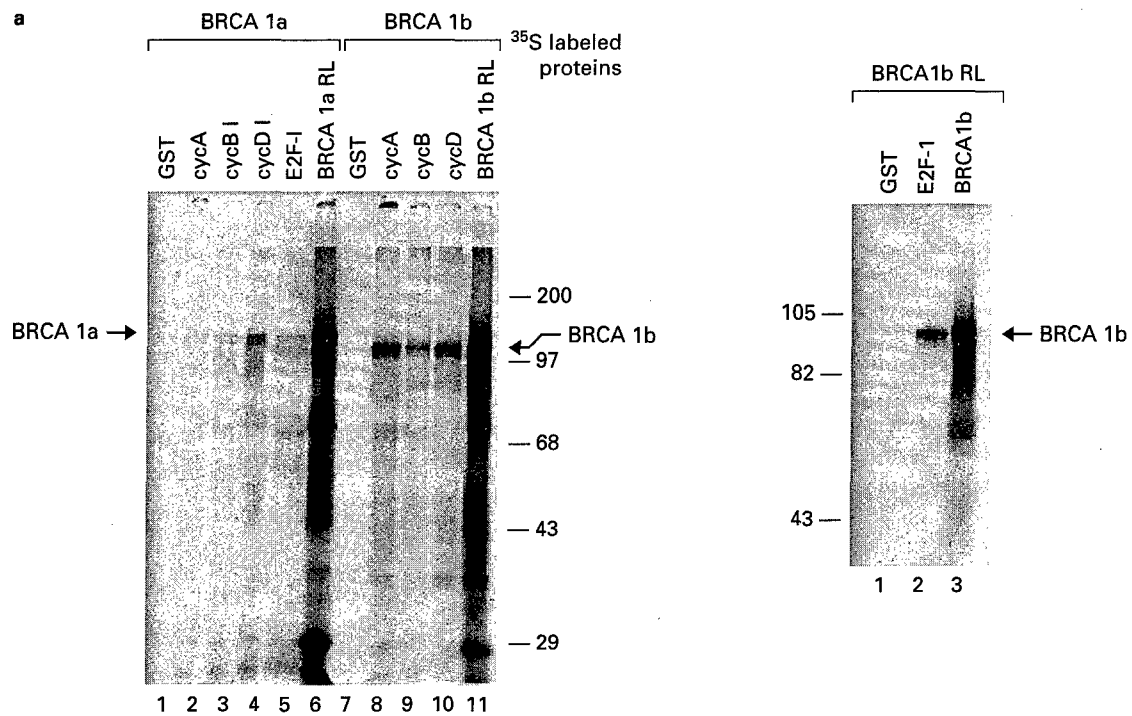 a
BRCA 1a
BRCA 1b
35S labeled
proteins
GST
cycA
cycB I
cycD I
E2F-I
BRCA 1a RL
GST
cycA
cycB
cycD
BRCA 1b RL
BRCA 1a
200
BRCA 1b
97
68
43
29
1 2 3 4 5 6 7 8 9 10 11
BRCA1b RL
GST
E2F-1
BRCA1b
105
BRCA 1b
82
43
1 2 3